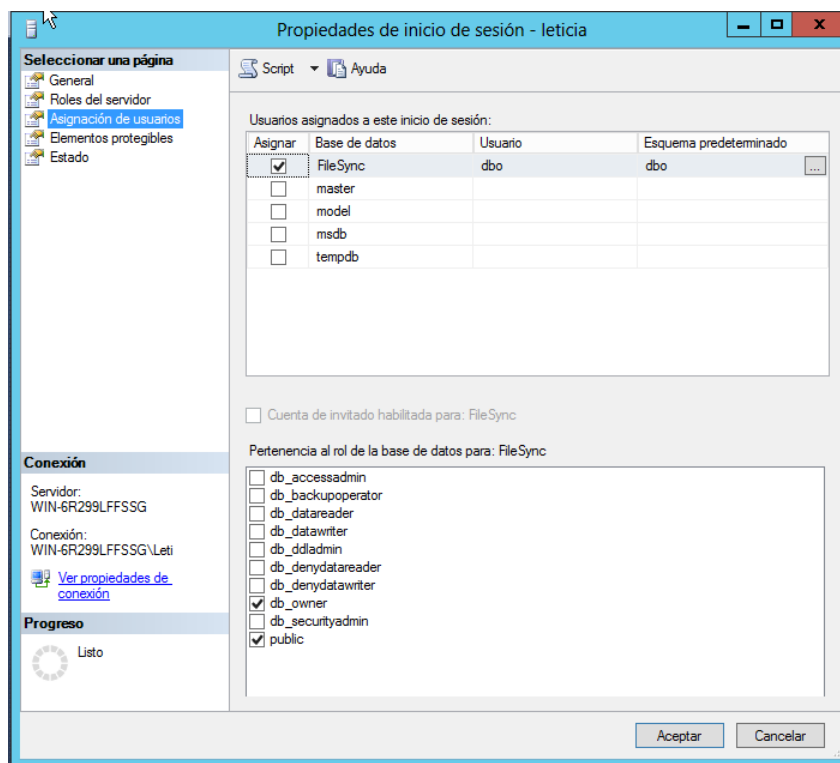 Propiedades de inicio de sesión - leticia
Seleccionar una página
General
Roles del servidor
Asignación de usuarios
Elementos protegibles
Estado
Script
Ayuda
Usuarios asignados a este inicio de sesión:
Asignar Base de datos Usuario Esquema predeterminado
FileSync dbo dbo ...
master
model
msdb
tempdb
Cuenta de invitado habilitada para: FileSync
Pertenencia al rol de la base de datos para: FileSync
db_accessadmin
db_backupoperator
db_datareader
db_datawriter
db_ddladmin
db_denydatareader
db_denydatawriter
db_owner
db_securityadmin
public
Conexión
Servidor:
WIN-6R299LFFSSG
Conexión:
WIN-6R299LFFSSG\Leti
Ver propiedades de
conexión
Progreso
Listo
Aceptar Cancelar